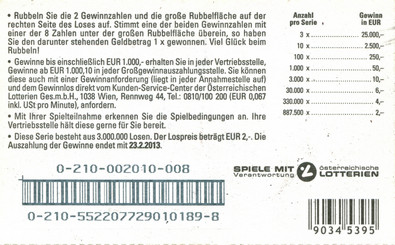 • Rubbeln Sie die 2 Gewinnzahlen und die große Rubbelfläche auf der
rechten Seite des Loses auf. Stimmt eine der beiden Gewinnzahlen mit
einer der 8 Zahlen unter der großen Rubbelfläche überein, so haben
Sie den darunter stehenden Geldbetrag 1 x gewonnen. Viel Glück beim
Rubbeln!
• Gewinne bis einschließlich EUR 1.000,- erhalten Sie in jeder Vertriebsstelle,
Gewinne ab EUR 1.000,10 in jeder Großgewinnauszahlungsstelle. Sie können
diese auch mit einer Gewinnanforderung (liegt in jeder Annahmestelle auf)
und dem Gewinnlos direkt vom Kunden-Service-Center der Österreichischen
Lotterien Ges.m.b.H., 1038 Wien, Rennweg 44, Tel.: 0810/100 200 (EUR 0,067
inkl. USt pro Minute), anfordern.
• Mit Ihrer Spielteilnahme erkennen Sie die Spielbedingungen an. Ihre
Vertriebsstelle hält diese gerne für Sie bereit.
• Diese Serie besteht aus 3.000.000 Losen. Der Lospreis beträgt EUR 2,-. Die
Auszahlung der Gewinne endet mit 23.2.2013.
Anzahl pro Serie Gewinn in EUR
3 x 25.000,-
10 x 2.500,-
100 x 250,-
1.000 x 50,-
3.000 x 10,-
30.000 x 6,-
330.000 x 4,-
887.500 x 2,-
0-210-002010-008
0-210-55220772901 0189-8
SPIELE MIT
Verantwortung
österreichische
LOTTERIEN
9034 5395